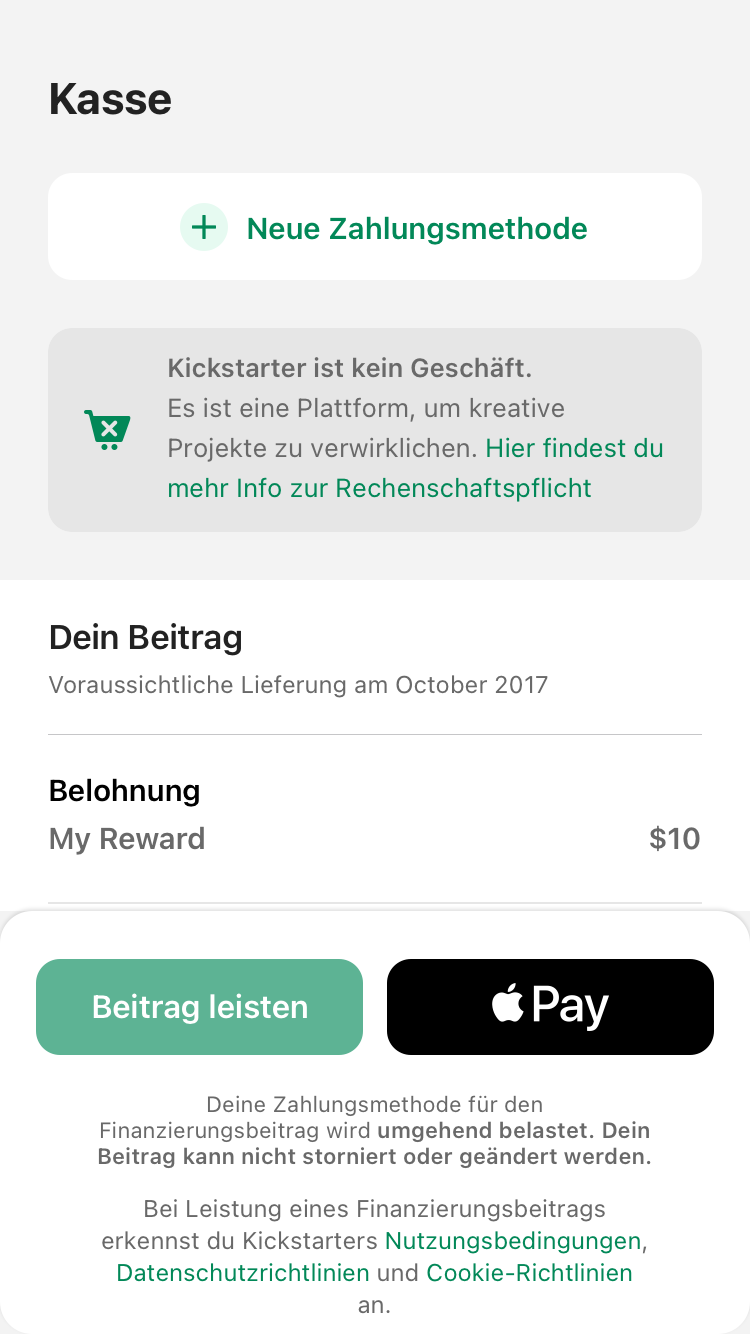 Kasse
Neue Zahlungsmethode
Kickstarter ist kein Geschäft.
Es ist eine Plattform, um kreative
Projekte zu verwirklichen. Hier findest du
mehr Info zur Rechenschaftspflicht
Dein Beitrag
Voraussichtliche Lieferung am October 2017
Belohnung
My Reward $10
Beitrag leisten Pay
Deine Zahlungsmethode für den
Finanzierungsbeitrag wird umgehend belastet. Dein
Beitrag kann nicht storniert oder geändert werden.
Bei Leistung eines Finanzierungsbeitrags
erkennst du Kickstarters Nutzungsbedingungen,
Datenschutzrichtlinien und Cookie-Richtlinien
an.